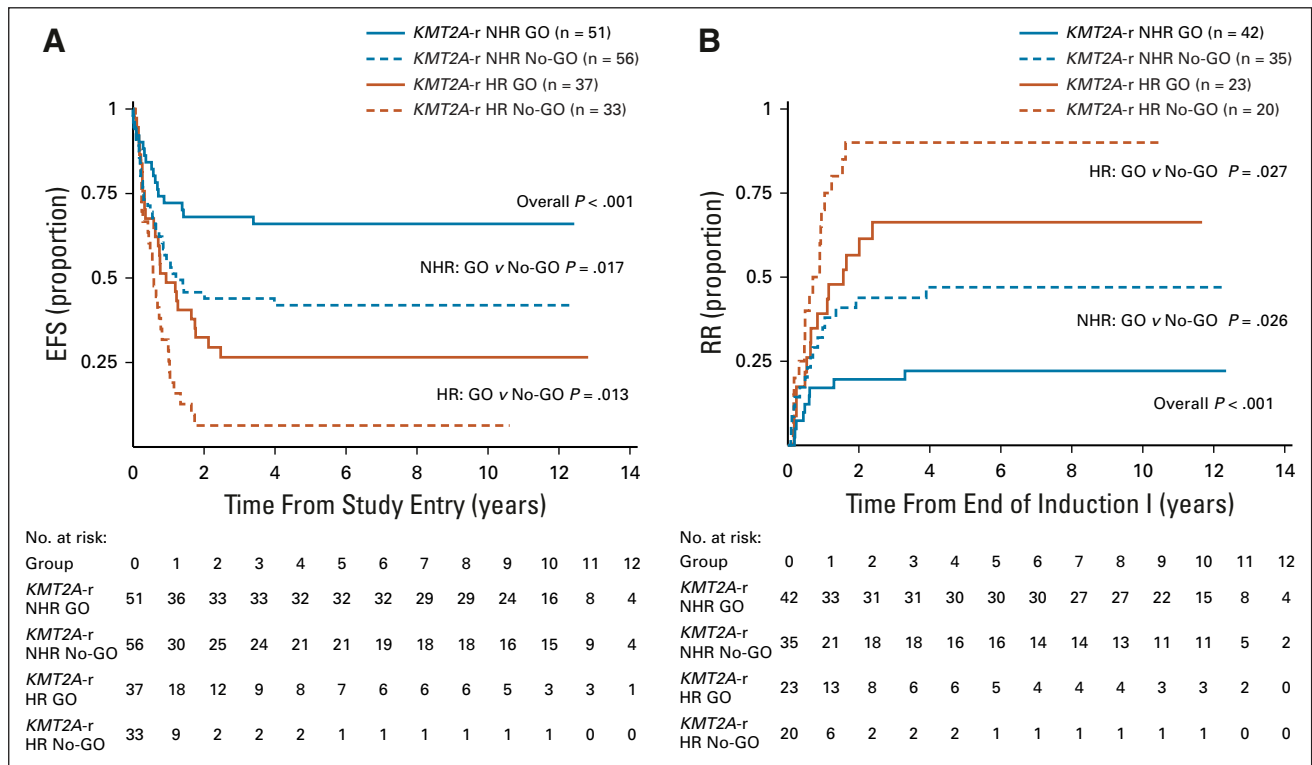 A
KMT2A-r NHR GO (n = 51)
KMT2A-r NHR No-GO (n = 56)
KMT2A-r HR GO (n = 37)
KMT2A-r HR No-GO (n = 33)
1
0.75
0.5
0.25
EFS (proportion)
Overall P < .001
NHR: GO v No-GO P = .017
HR: GO v No-GO P = .013
0 2 4 6 8 10 12 14
Time From Study Entry (years)
No. at risk:
Group 0 1 2 3 4 5 6 7 8 9 10 11 12
KMT2A-r
NHR GO 51 36 33 33 32 32 32 29 29 24 16 8 4
KMT2A-r
NHR No-GO 56 30 25 24 21 21 19 18 18 16 15 9 4
KMT2A-r
HR GO 37 18 12 9 8 7 6 6 6 5 3 3 1
KMT2A-r
HR No-GO 33 9 2 2 2 1 1 1 1 1 1 0 0
B
KMT2A-r NHR GO (n = 42)
KMT2A-r NHR No-GO (n = 35)
KMT2A-r HR GO (n = 23)
KMT2A-r HR No-GO (n = 20)
1
0.75
0.5
0.25
RR (proportion)
HR: GO v No-GO P = .027
NHR: GO v No-GO P = .026
Overall P < .001
0 2 4 6 8 10 12 14
Time From End of Induction I (years)
No. at risk:
Group 0 1 2 3 4 5 6 7 8 9 10 11 12
KMT2A-r
NHR GO 42 33 31 31 30 30 30 27 27 22 15 8 4
KMT2A-r
NHR No-GO 35 21 18 18 16 16 14 14 13 11 11 5 2
KMT2A-r
HR GO 23 13 8 6 6 5 4 4 4 3 3 2 0
KMT2A-r
HR No-GO 20 6 2 2 2 1 1 1 1 1 1 0 0